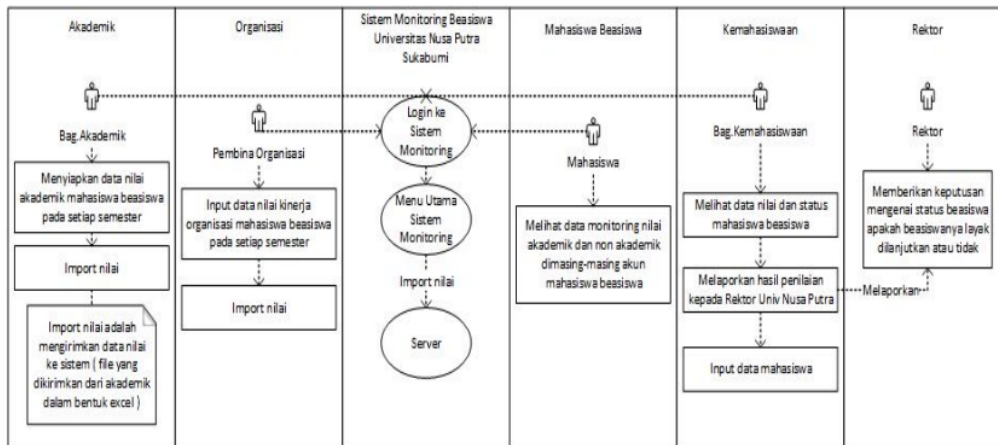 Akademik
Bag.Akademik
Menyiapkan data nilai
akademik mahasiswa beasiswa
pada setiap semester
Import nilai
Import nilai adalah
mengirimkan data nilai
ke sistem ( file yang
dikirimkan dari akademik
dalam bentuk excel )
Organisasi
Pembina Organisasi
Input data nilai kinerja
organisasi mahasiswa beasiswa
pada setiap semester
Import nilai
Sistem Monitoring Beasiswa
Universitas Nusa Putra
Sukabumi
Login ke
Sistem
Monitoring
Menu Utama
Sistem
Monitoring
Import nilai
Server
Mahasiswa Beasiswa
Mahasiswa
Melihat data monitoring nilai
akademik dan non akademik
dimasing-masing akun
mahasiswa beasiswa
Kemahasiswaan
Bag.Kemahasiswaan
Melihat data nilai dan status
mahasiswa beasiswa
Melaporkan hasil penilaian
kepada Rektor Univ Nusa Putra
Input data mahasiswa
Melaporkan
Rektor
Rektor
Memberikan keputusan
mengenai status beasiswa
apakah beasiswanya layak
dilanjutkan atau tidak